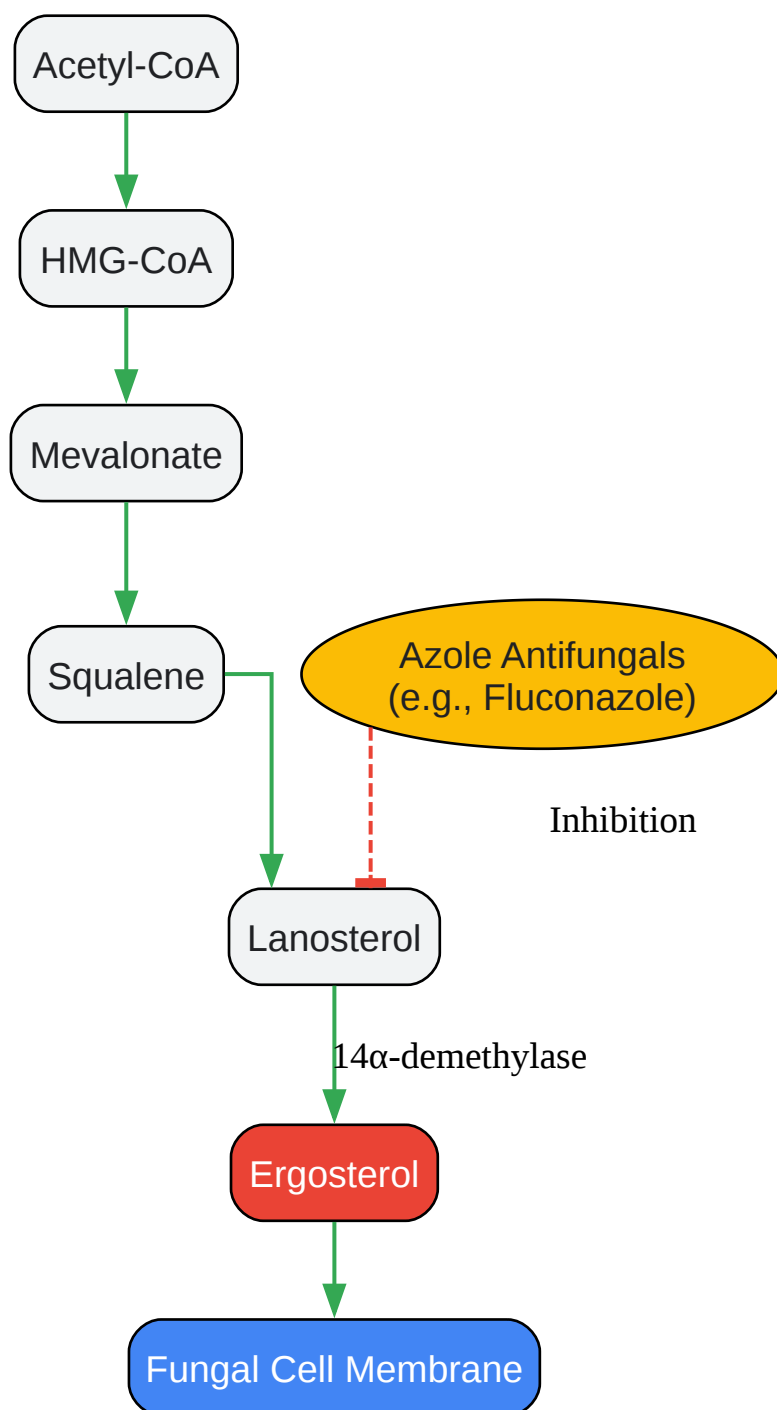 Acetyl-CoA
HMG-CoA
Mevalonate
Squalene
Azole Antifungals
(e.g., Fluconazole)
Inhibition
Lanosterol
14α-demethylase
Ergosterol
Fungal Cell Membrane